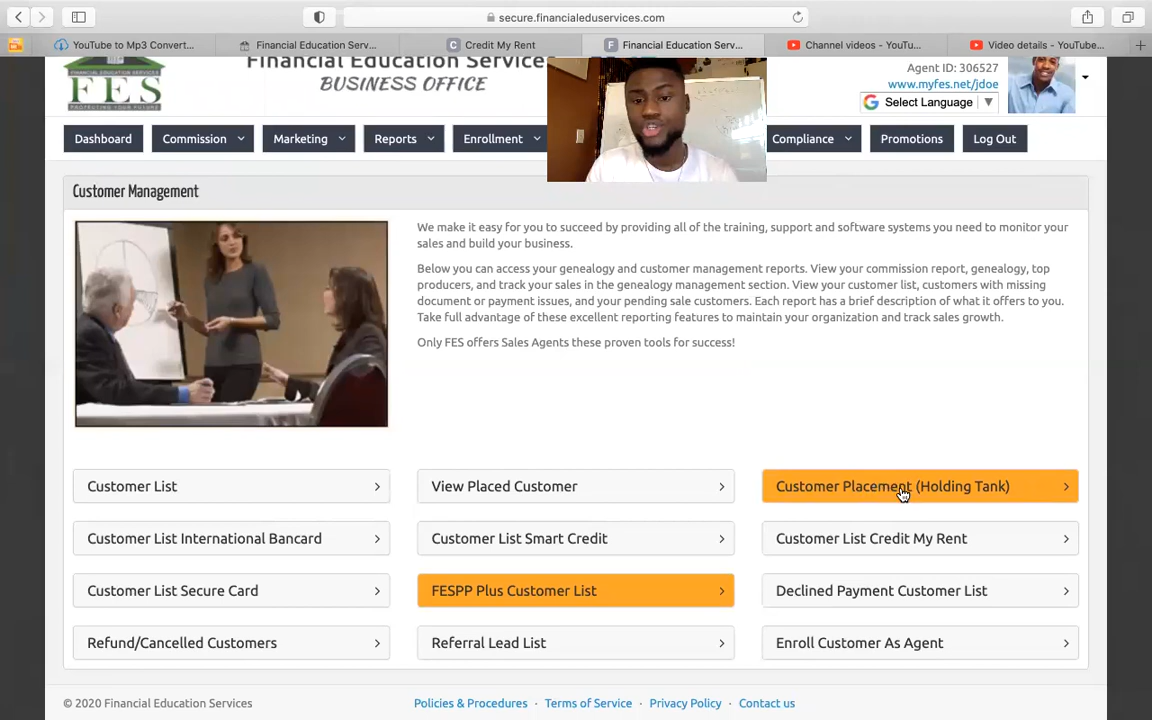 secure.financialeduservices.com
YouTube to Mp3 Convert...
Financial Education Serv...
C Credit My Rent
F Financial Education Serv...
Channel videos - YouTu...
Video details - YouTube...
FES
PROTECTING YOUR FUTURE
Financial Education Services
BUSINESS OFFICE
Agent ID: 306527
www.myfes.net/jdoe
G Select Language ▼
Dashboard
Commission
Marketing
Reports
Enrollment
Compliance
Promotions
Log Out
Customer Management
We make it easy for you to succeed by providing all of the training, support and software systems you need to monitor your
sales and build your business.
Below you can access your genealogy and customer management reports. View your commission report, genealogy, top
producers, and track your sales in the genealogy management section. View your customer list, customers with missing
document or payment issues, and your pending sale customers. Each report has a brief description of what it offers to you.
Take full advantage of these excellent reporting features to maintain your organization and track sales growth.
Only FES offers Sales Agents these proven tools for success!
Customer List
View Placed Customer
Customer Placement (Holding Tank)
Customer List International Bancard
Customer List Smart Credit
Customer List Credit My Rent
Customer List Secure Card
FESPP Plus Customer List
Declined Payment Customer List
Refund/Cancelled Customers
Referral Lead List
Enroll Customer As Agent
© 2020 Financial Education Services
Policies & Procedures · Terms of Service · Privacy Policy · Contact us